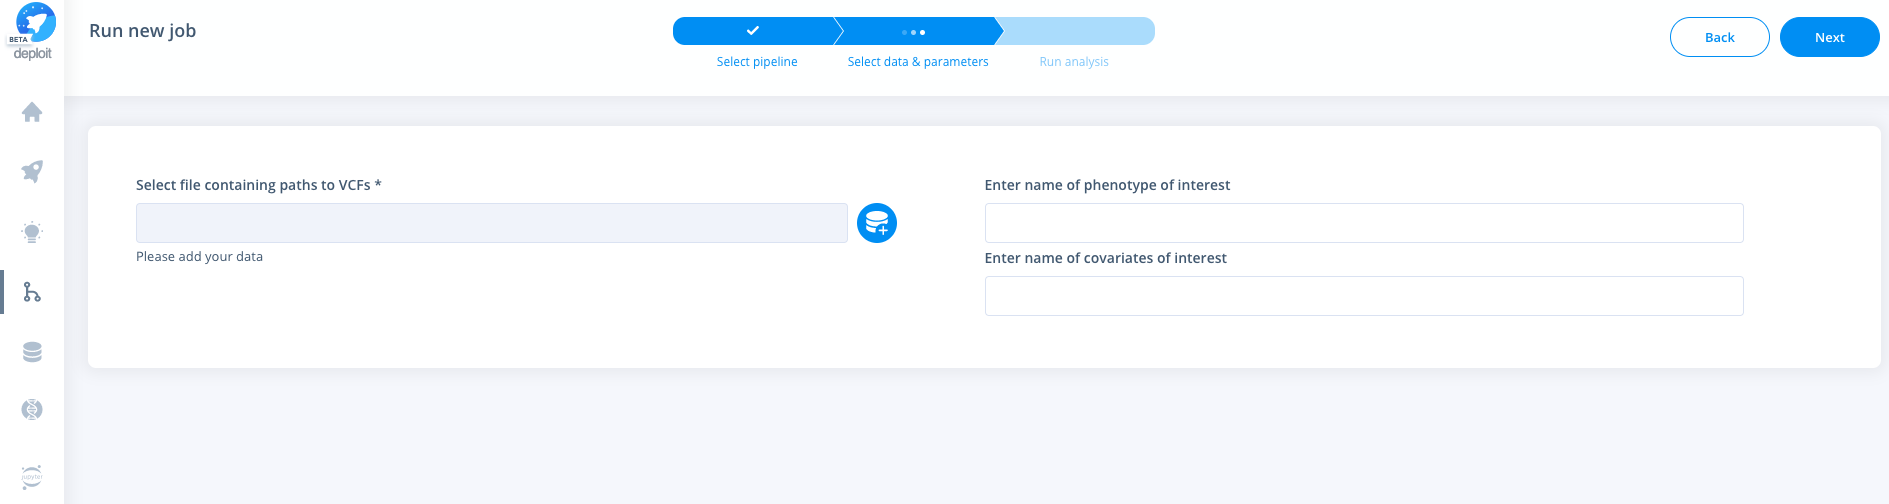 BETA
deploit
Run new job
Select pipeline
Select data & parameters
Run analysis
Back
Next
Select file containing paths to VCFs *
Please add your data
Enter name of phenotype of interest
Enter name of covariates of interest
jupyter